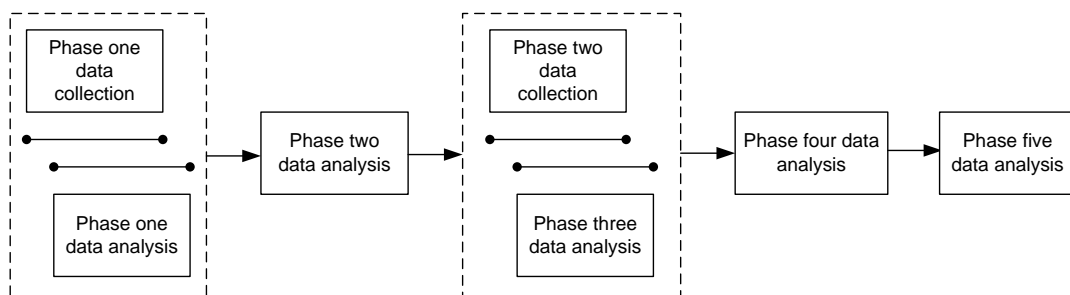 Phase one
data
collection
Phase one
data analysis
Phase two
data analysis
Phase two
data
collection
Phase three
data analysis
Phase four data
analysis
Phase five
data analysis